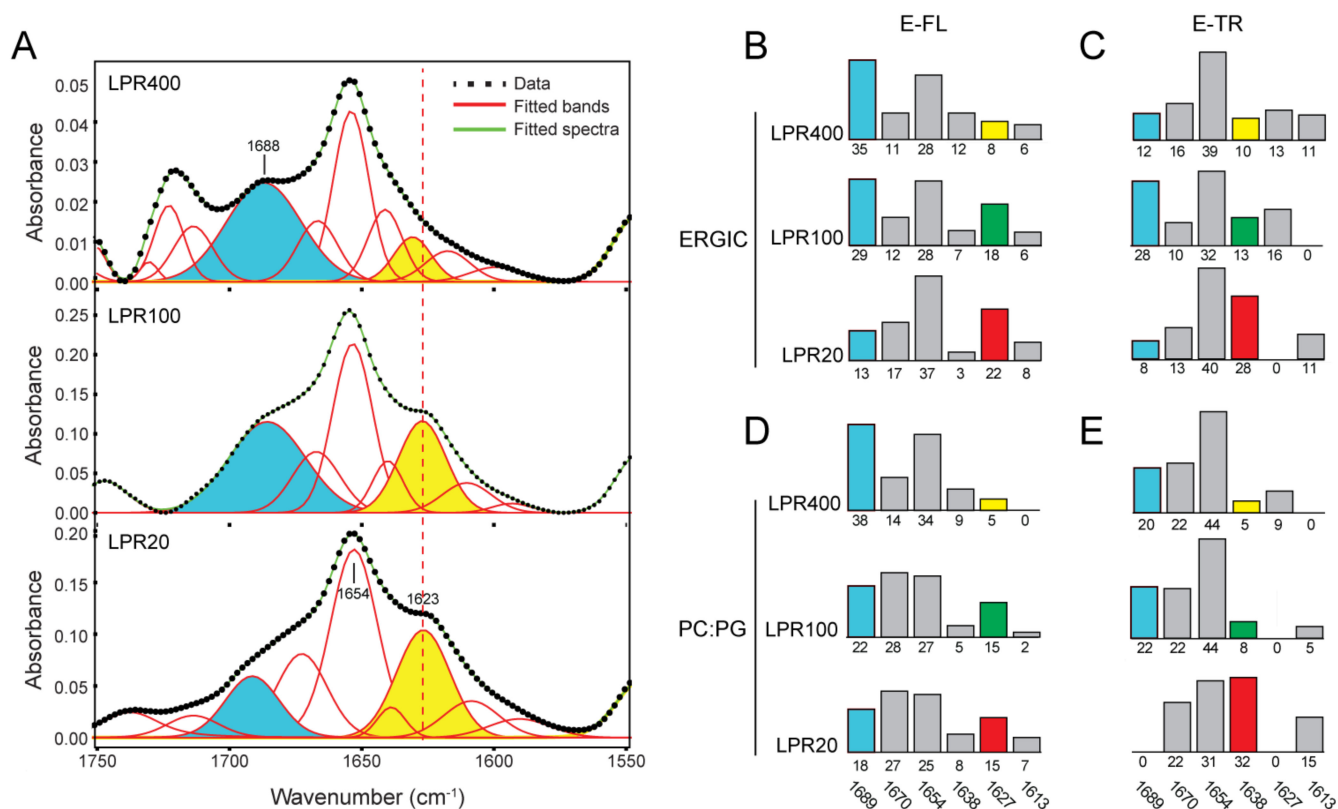 A
LPR400
0.05
0.04
0.03
0.02
0.01
0.00
Absorbance
1688
Data
Fitted bands
Fitted spectra
LPR100
0.25
0.20
0.15
0.10
0.05
0.00
Absorbance
LPR20
0.20
0.15
0.10
0.05
0.00
Absorbance
1654
1623
1750 1700 1650 1600 1550
Wavenumber (cm-1)
B E-FL
C E-TR
ERGIC
LPR400
35 11 28 12 8 6
12 16 39 10 13 11
LPR100
29 12 28 7 18 6
28 10 32 13 16 0
LPR20
13 17 37 3 22 8
8 13 40 28 0 11
D
E
PC:PG
LPR400
38 14 34 9 5 0
20 22 44 5 9 0
LPR100
22 28 27 5 15 2
22 22 44 8 0 5
LPR20
18 27 25 8 15 7
0 22 31 32 0 15
1689 1670 1654 1638 1627 1613
1689 1670 1654 1638 1627 1613